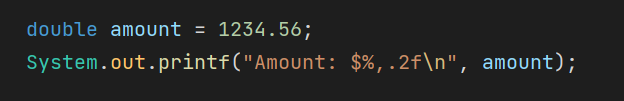 double amount = 1234.56;
System.out.printf("Amount: $%,.2f\n", amount);